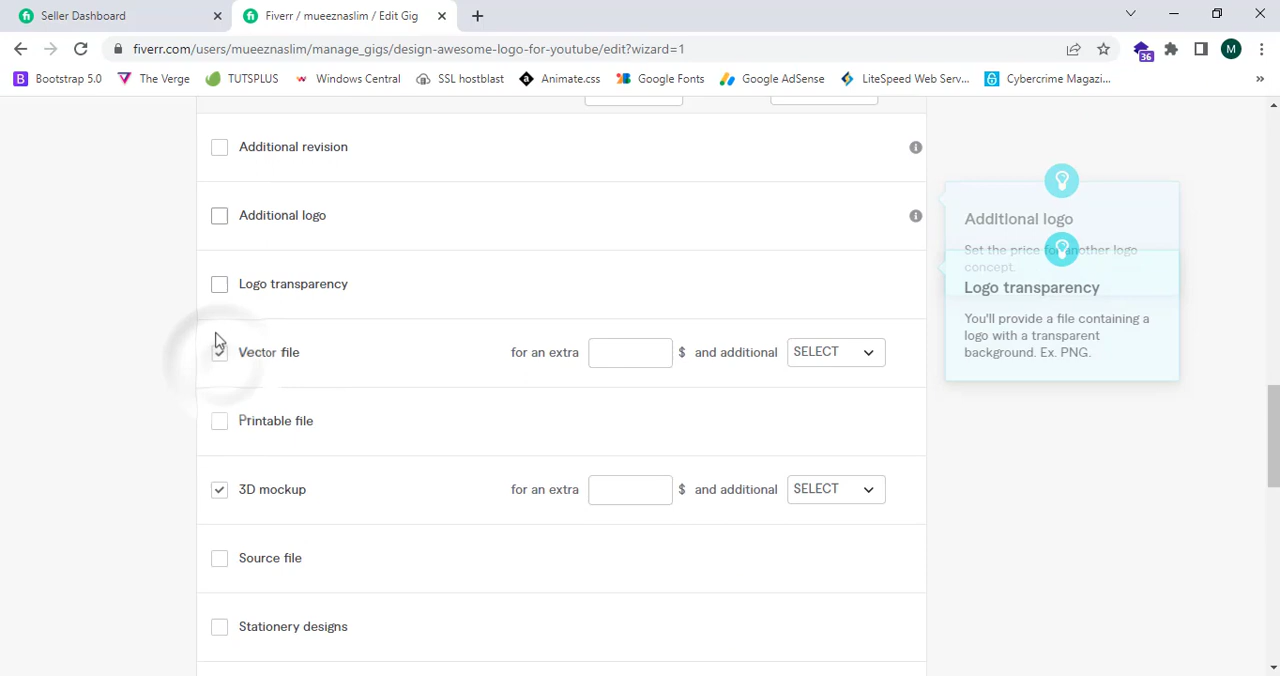 Seller Dashboard
Fiverr / mueeznaslim / Edit Gig
fiverr.com/users/mueeznaslim/manage_gigs/design-awesome-logo-for-youtube/edit?wizard=1
36
M
B Bootstrap 5.0 The Verge TUTSPLUS Windows Central SSL hostblast Animate.css Google Fonts Google AdSense LiteSpeed Web Serv... Cybercrime Magazi... »
Additional revision
Additional logo
Additional logo
Set the price for another logo
concept.
Logo transparency
Logo transparency
You'll provide a file containing a
logo with a transparent
background. Ex. PNG.
Vector file for an extra $ and additional SELECT
Printable file
3D mockup for an extra $ and additional SELECT
Source file
Stationery designs